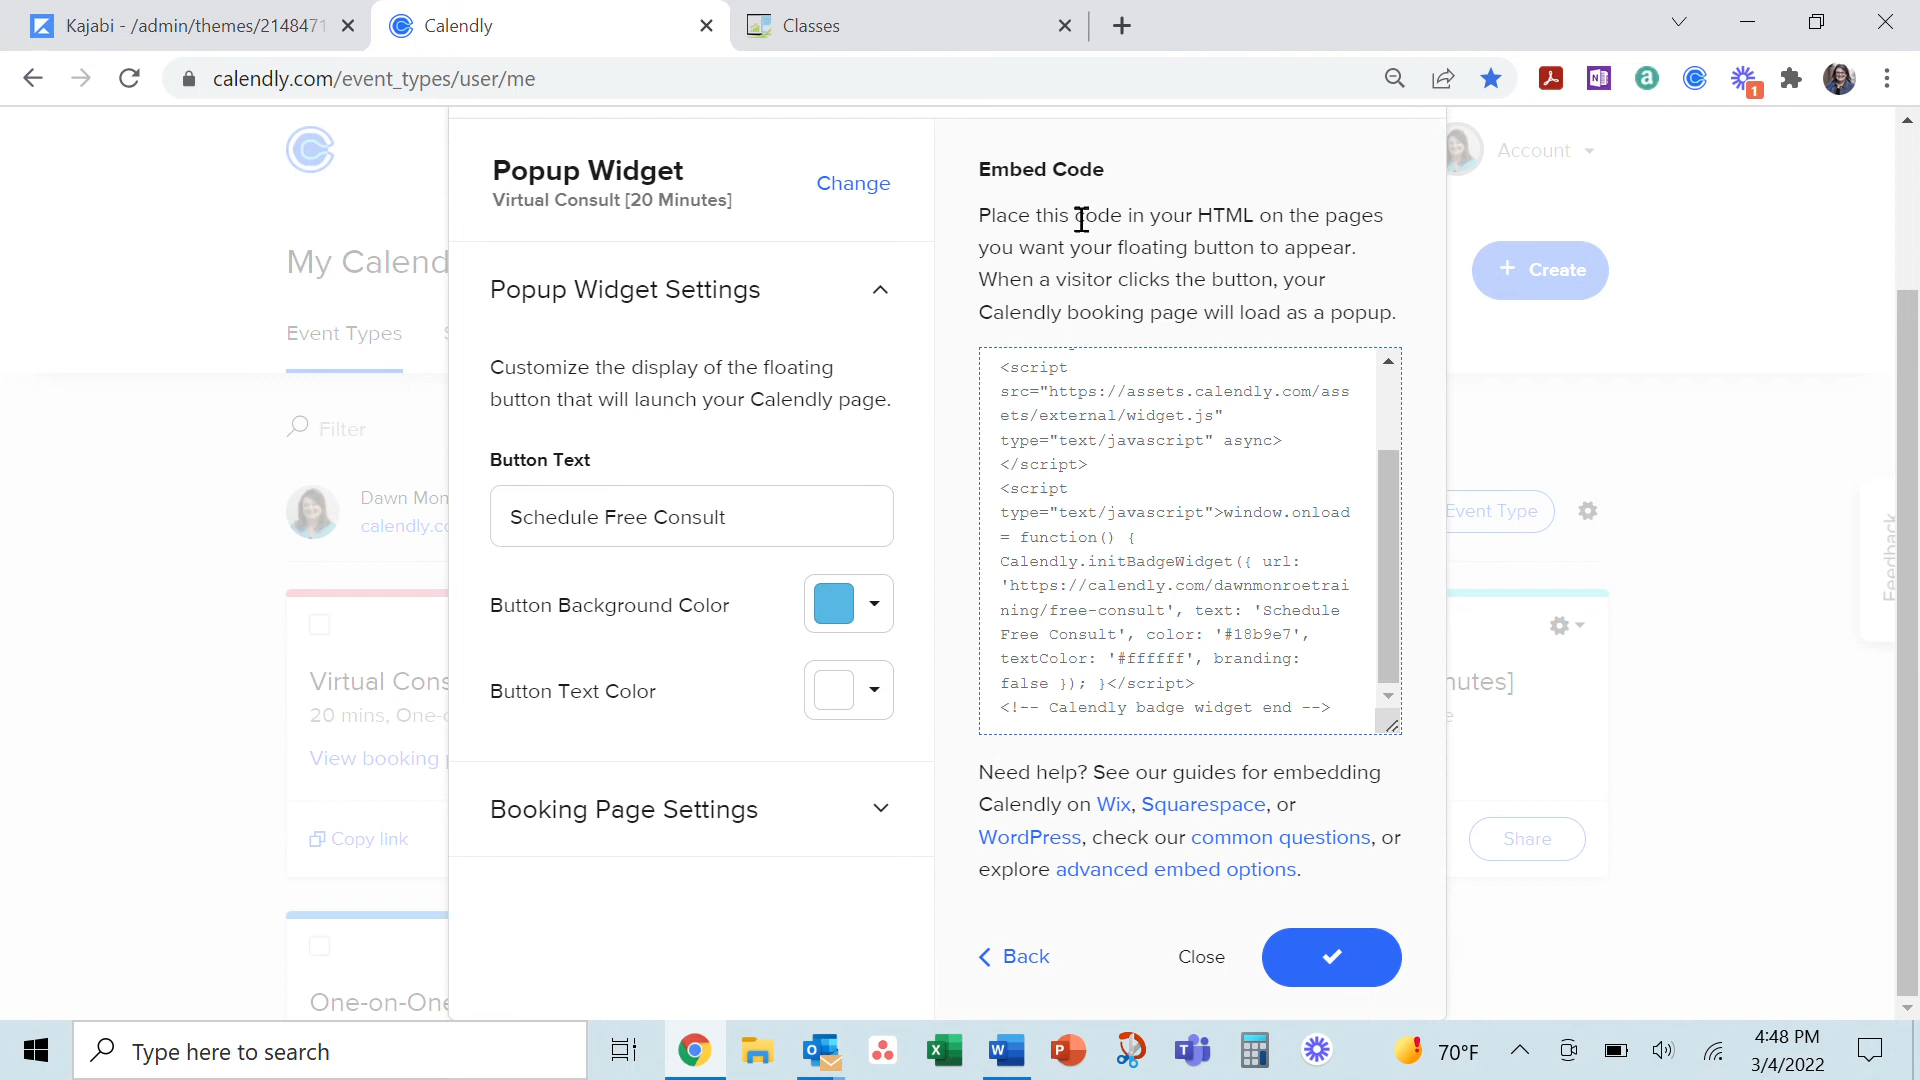 Kajabi - /admin/themes/2148471
Calendly
Classes
calendly.com/event_types/user/me
1
Account
My Calend
+ Create
Event Types
Filter
Dawn Mon
calendly.co
Event Type
Virtual Cons
20 mins, One-o
View booking
Copy link
One-on-One
nutes]
Share
Feedback
Popup Widget
Virtual Consult [20 Minutes]
Change
Popup Widget Settings
Customize the display of the floating
button that will launch your Calendly page.
Button Text
Schedule Free Consult
Button Background Color
Button Text Color
Booking Page Settings
Embed Code
Place this code in your HTML on the pages
you want your floating button to appear.
When a visitor clicks the button, your
Calendly booking page will load as a popup.
<script
src="https://assets.calendly.com/ass
ets/external/widget.js"
type="text/javascript" async>
</script>
<script
type="text/javascript">window.onload
= function() {
Calendly.initBadgeWidget({ url:
'https://calendly.com/dawnmonroetrai
ning/free-consult', text: 'Schedule
Free Consult', color: '#18b9e7',
textColor: '#ffffff', branding:
false }); }</script>
<!-- Calendly badge widget end -->
Need help? See our guides for embedding
Calendly on Wix, Squarespace, or
WordPress, check our common questions, or
explore advanced embed options.
Back
Close
Type here to search
70°F
4:48 PM
3/4/2022